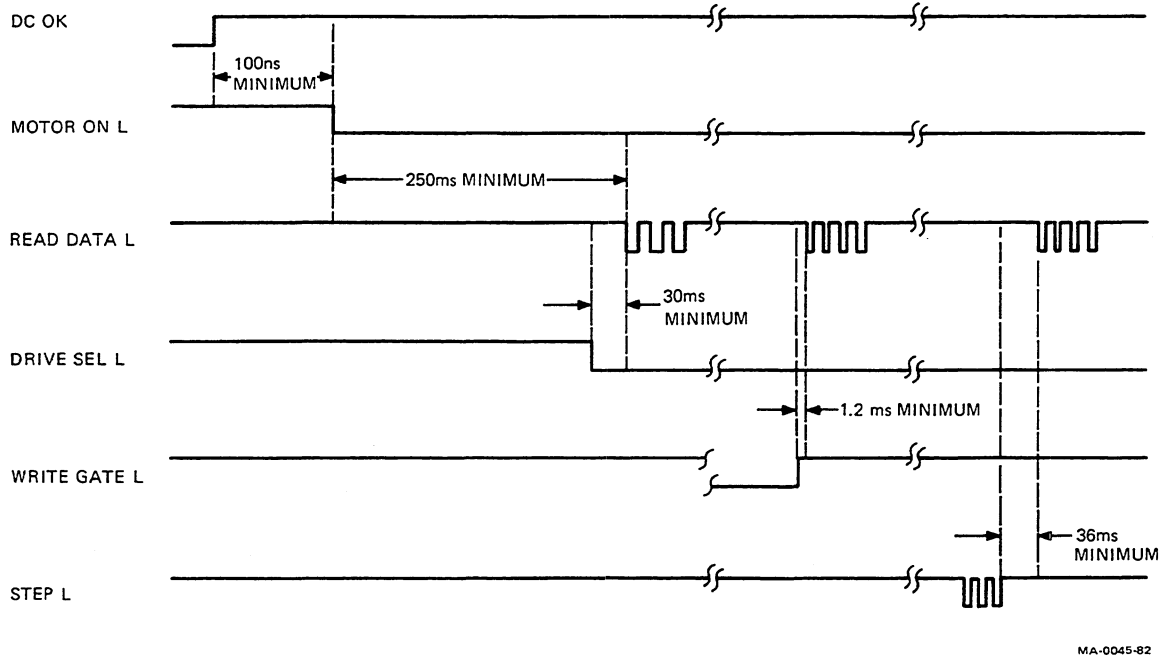 DC OK
100ns
MINIMUM
MOTOR ON L
250ms MINIMUM
READ DATA L
30ms
MINIMUM
DRIVE SEL L
1.2 ms MINIMUM
WRITE GATE L
36ms
MINIMUM
STEP L
MA-0045-82